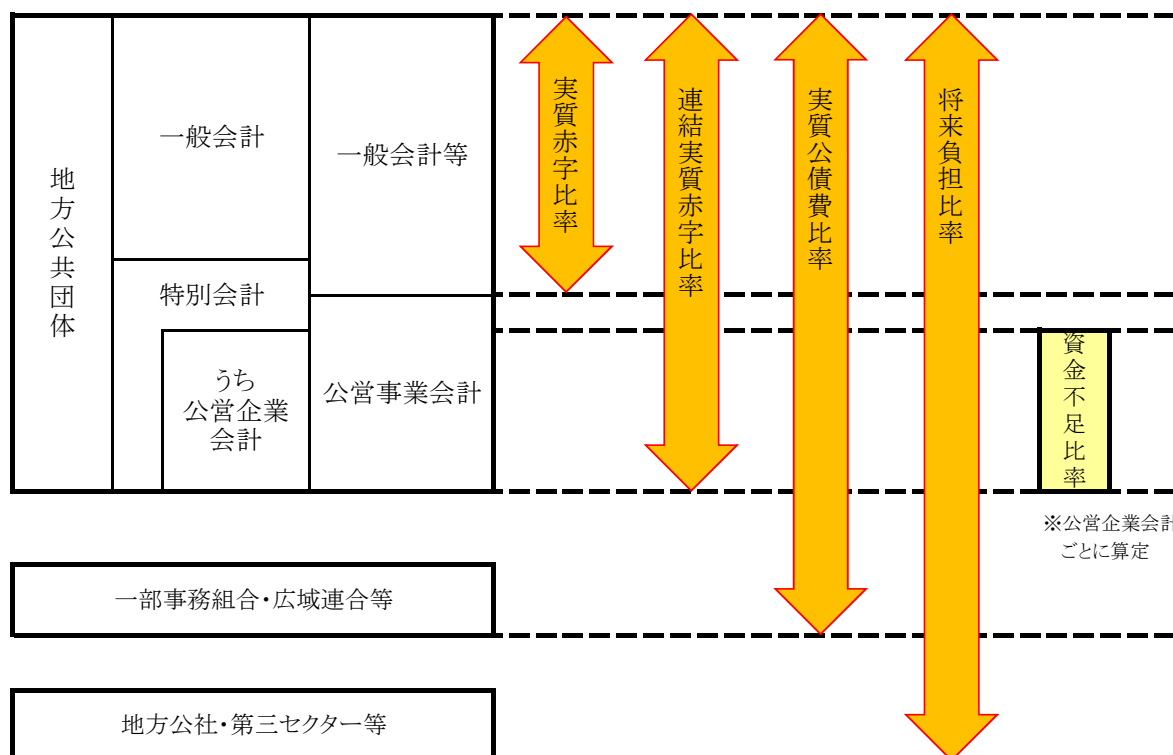 地方公共団体
一般会計
特別会計
うち
公営企業
会計
一般会計等
公営事業会計
実質赤字比率
連結実質赤字比率
実質公債費比率
将来負担比率
資金不足比率
※公営企業会計
ごとに算定
一部事務組合・広域連合等
地方公社・第三セクター等